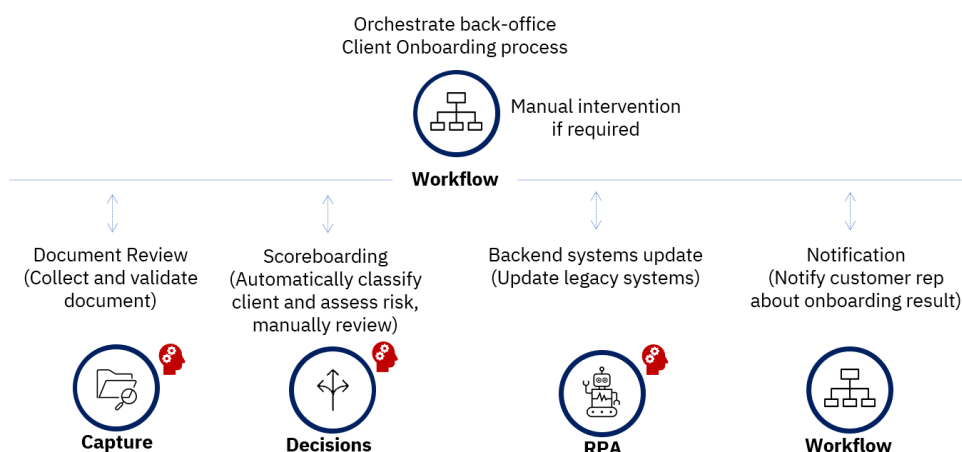 Orchestrate back-office
Client Onboarding process
Manual intervention
if required
Workflow
Document Review
(Collect and validate
document)
Scoreboarding
(Automatically classify
client and assess risk,
manually review)
Backend systems update
(Update legacy systems)
Notification
(Notify customer rep
about onboarding result)
Capture
Decisions
RPA
Workflow